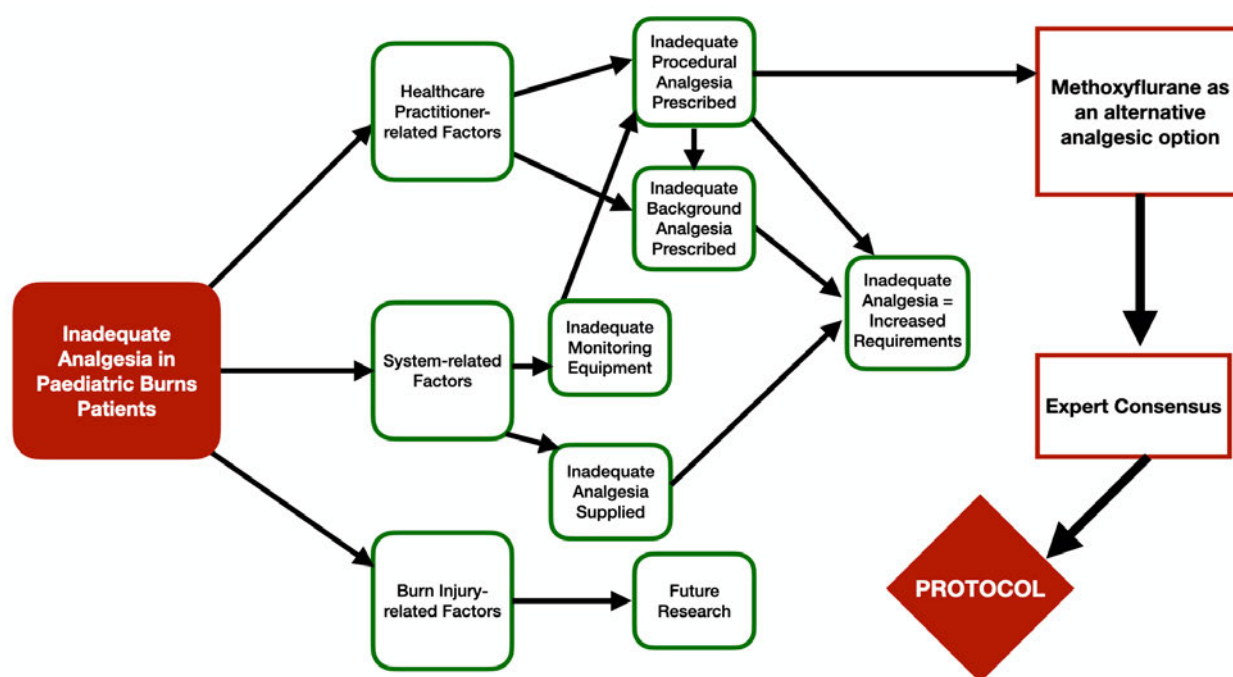 Inadequate
Analgesia in
Paediatric Burns
Patients
Healthcare
Practitioner-
related Factors
System-related
Factors
Burn Injury-
related Factors
Inadequate
Procedural
Analgesia
Prescribed
Inadequate
Background
Analgesia
Prescribed
Inadequate
Monitoring
Equipment
Inadequate
Analgesia
Supplied
Future
Research
Inadequate
Analgesia =
Increased
Requirements
Methoxyflurane as
an alternative
analgesic option
Expert Consensus
PROTOCOL